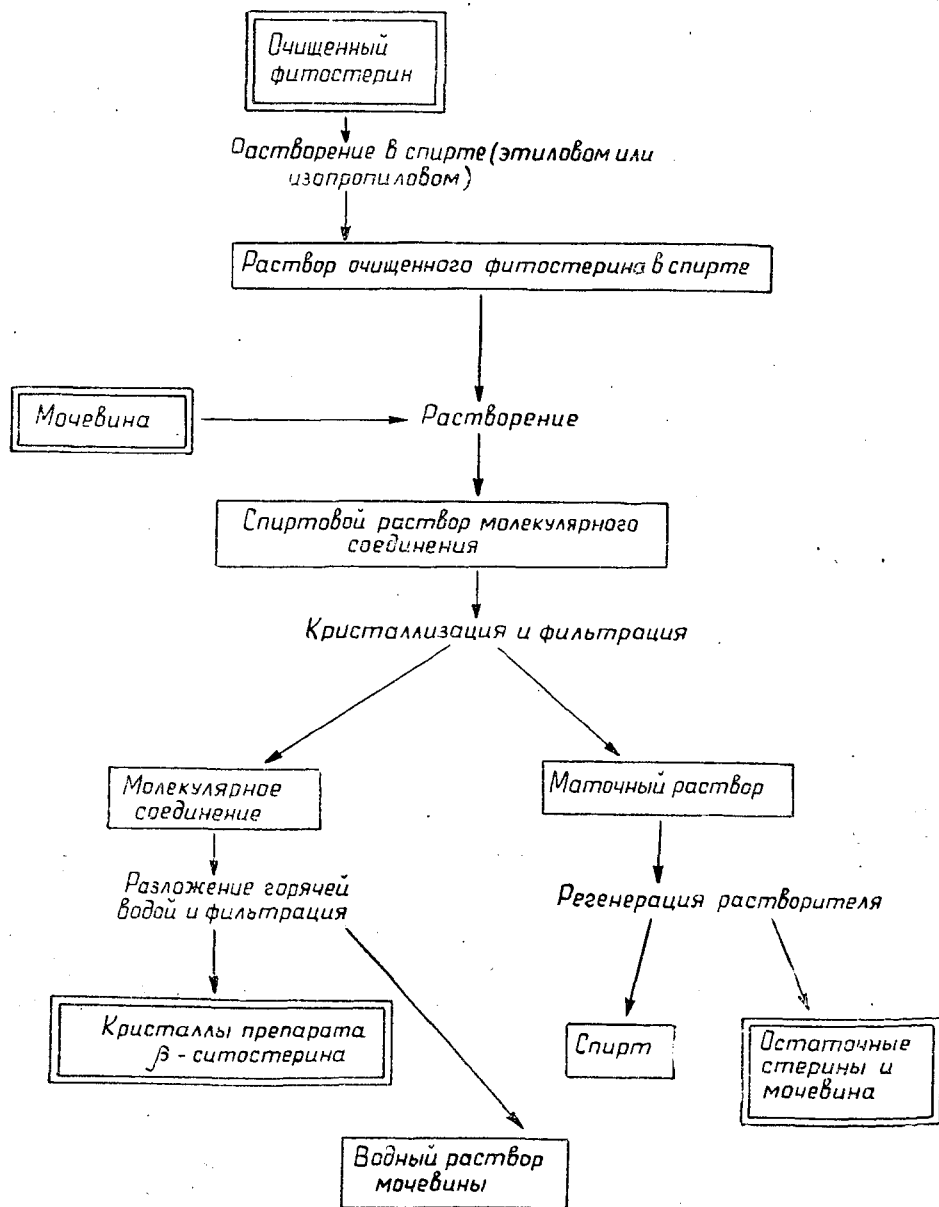 Очищенный
фитостерин
Растворение в спирте (этиловом или
изопропиловом)
Раствор очищенного фитостерина в спирте
Мочевина
Растворение
Спиртовой раствор молекулярного
соединения
Кристаллизация и фильтрация
Молекулярное
соединение
Маточный раствор
Разложение горячей
водой и фильтрация
Регенерация растворителя
Кристаллы препарата
β - ситостерина
Спирт
Остаточные
стерины и
мочевина
Водный раствор
мочевины